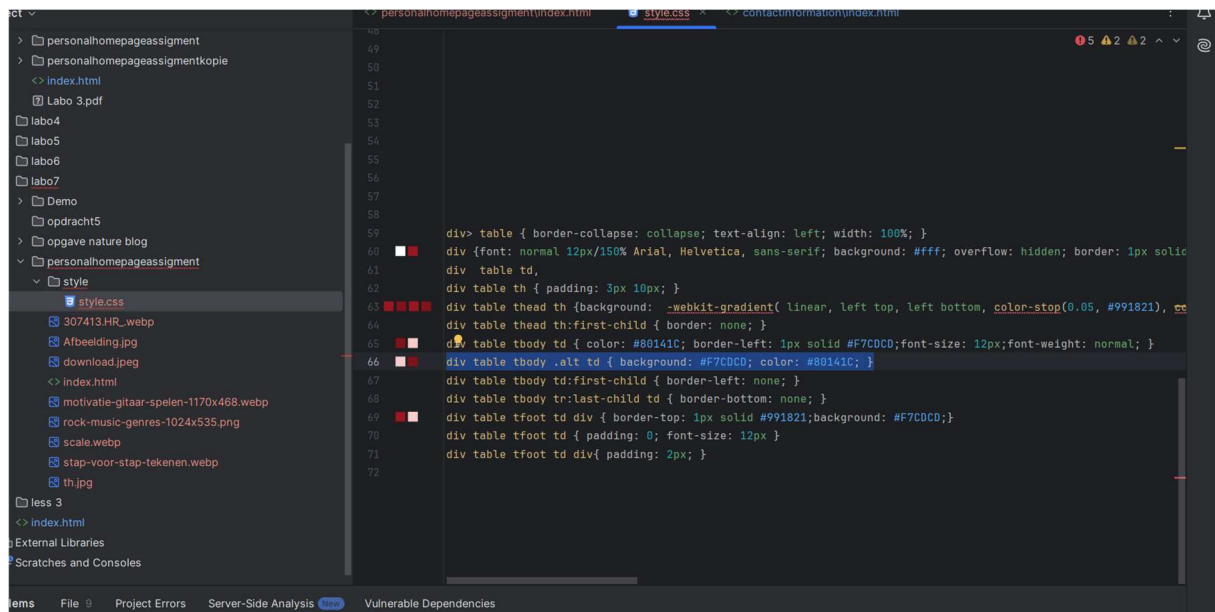 ect
personalhomepageassigment\index.html
style.css
contactinformation\index.html
personalhomepageassigment
personalhomepageassigmentkopie
index.html
Labo 3.pdf
labo4
labo5
labo6
labo7
Demo
opdracht5
opgave nature blog
personalhomepageassigment
style
style.css
307413.HR_.webp
Afbeelding.jpg
download.jpeg
index.html
motivatie-gitaar-spelen-1170x468.webp
rock-music-genres-1024x535.png
scale.webp
stap-voor-stap-tekenen.webp
th.jpg
less 3
index.html
External Libraries
Scratches and Consoles
5 2 2
48
49
50
51
52
53
54
55
56
57
58
59 div> table { border-collapse: collapse; text-align: left; width: 100%; }
60 div {font: normal 12px/150% Arial, Helvetica, sans-serif; background: #fff; overflow: hidden; border: 1px solid
61 div table td,
62 div table th { padding: 3px 10px; }
63 div table thead th {background: -webkit-gradient( linear, left top, left bottom, color-stop(0.05, #991821), co
64 div table thead th:first-child { border: none; }
65 div table tbody td { color: #80141C; border-left: 1px solid #F7CDCD;font-size: 12px;font-weight: normal; }
66 div table tbody .alt td { background: #F7CDCD; color: #80141C; }
67 div table tbody td:first-child { border-left: none; }
68 div table tbody tr:last-child td { border-bottom: none; }
69 div table tfoot td div { border-top: 1px solid #991821;background: #F7CDCD;}
70 div table tfoot td { padding: 0; font-size: 12px }
71 div table tfoot td div{ padding: 2px; }
72
lems File 9 Project Errors Server-Side Analysis New Vulnerable Dependencies